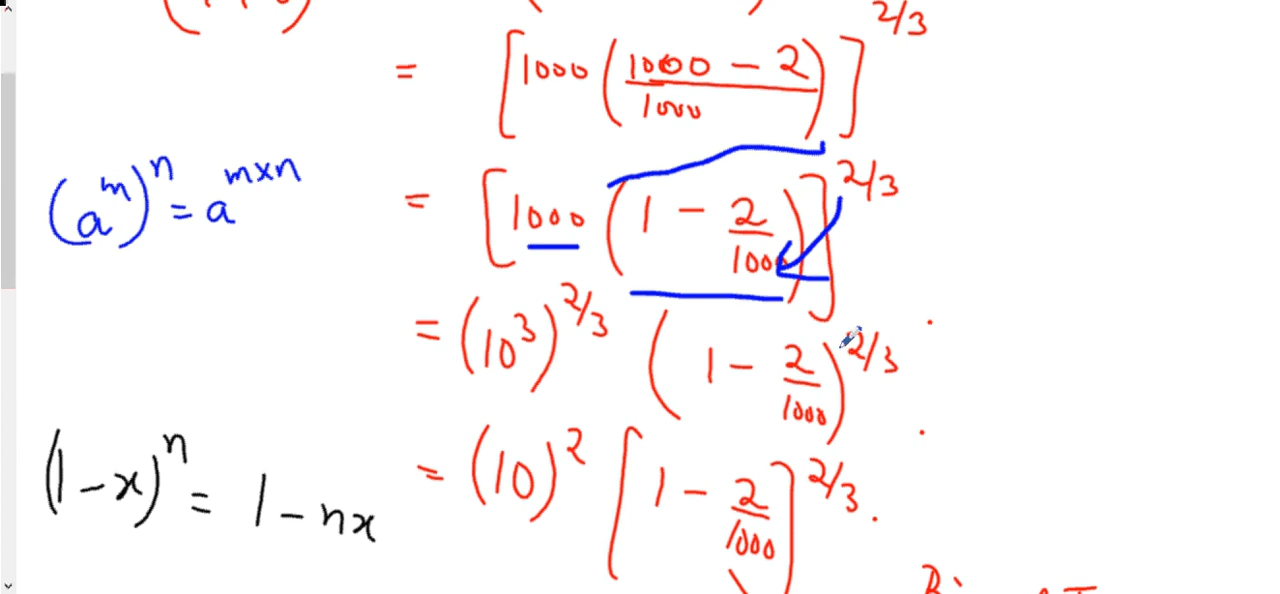 = [1000 (1000 - 2 / 1000)]^2/3
(a^m)^n = a^m×n
= [1000 (1 - 2/1000)]^2/3
= (10^3)^2/3 (1 - 2/1000)^2/3 .
(1-x)^n = 1 - nx
= (10)^2 [1 - 2/1000]^2/3 .